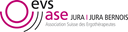 evs
ase JURA | JURA BERNOIS
Association Suisse des Ergothérapeutes